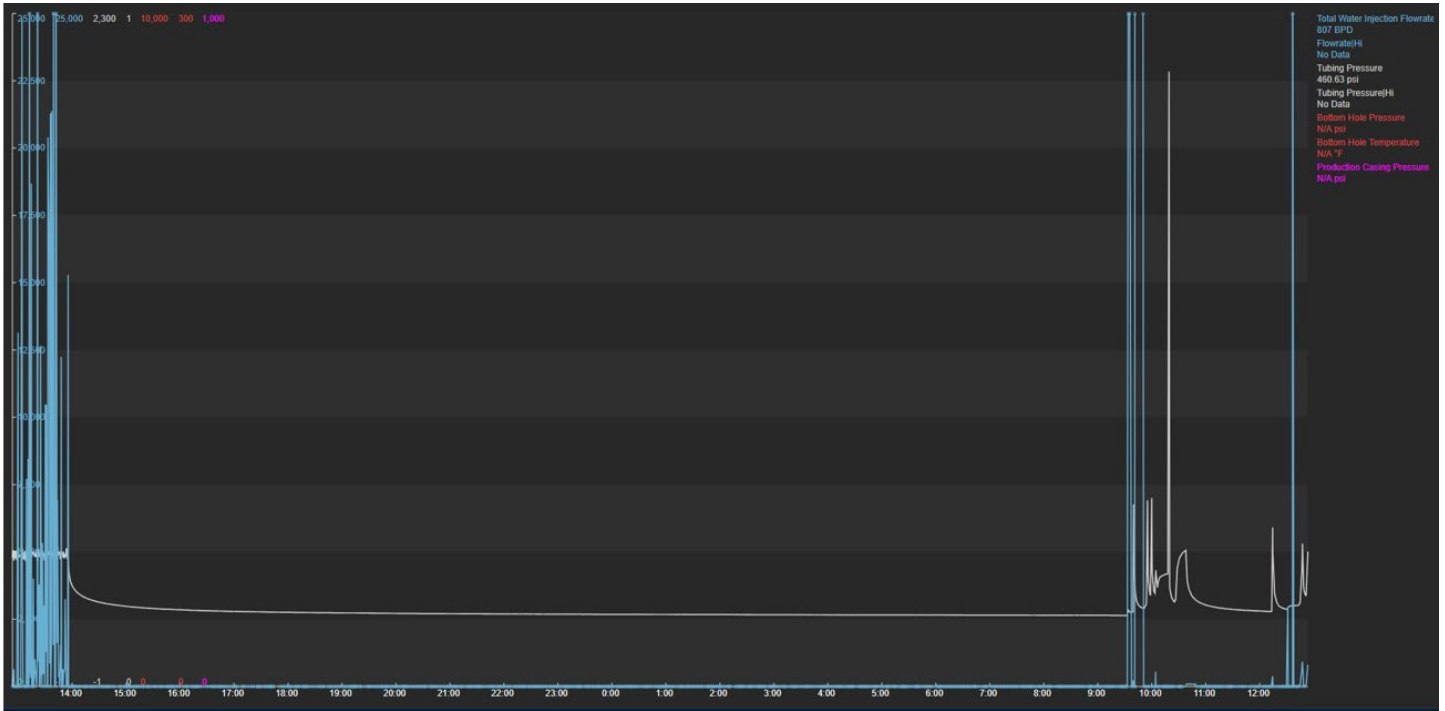 25,000 25,000 2,300 1 10,000 300 1,000
22,500
20,000
17,500
15,000
12,500
10,000
7,500
-1 0 0 0 0
14:00 15:00 16:00 17:00 18:00 19:00 20:00 21:00 22:00 23:00 0:00 1:00 2:00 3:00 4:00 5:00 6:00 7:00 8:00 9:00 10:00 11:00 12:00
Total Water Injection Flowrate
807 BPD
Flowrate|Hi
No Data
Tubing Pressure
460.63 psi
Tubing Pressure|Hi
No Data
Bottom Hole Pressure
N/A psi
Bottom Hole Temperature
N/A °F
Production Casing Pressure
N/A psi